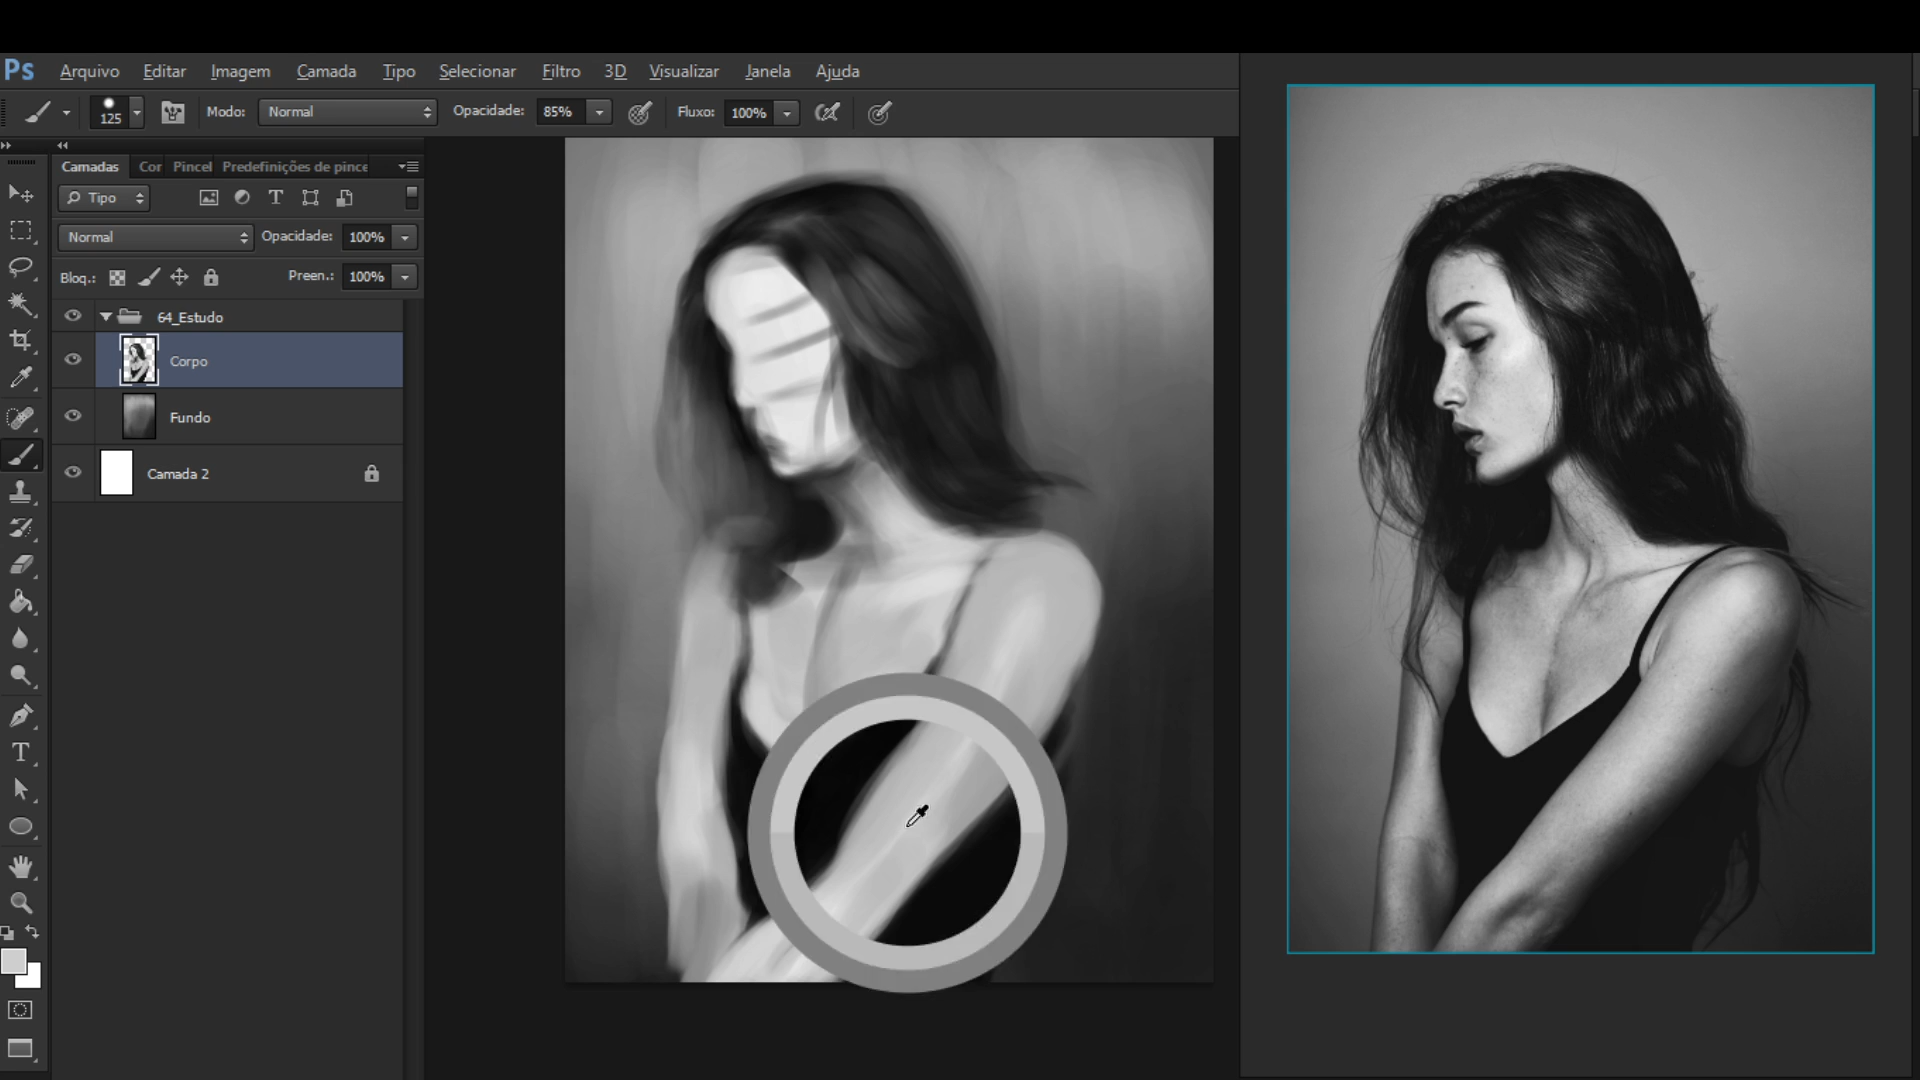 Ps Arquivo Editar Imagem Camada Tipo Selecionar Filtro 3D Visualizar Janela Ajuda
125 Modo: Normal Opacidade: 85% Fluxo: 100%
Camadas Cor Pincel Predefinições de pince
Tipo
Normal Opacidade: 100%
Bloq.: Preen.: 100%
64_Estudo
Corpo
Fundo
Camada 2